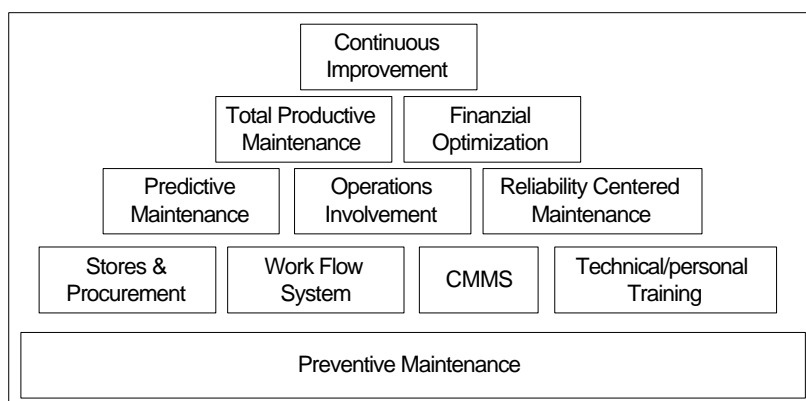 Continuous
Improvement
Total Productive
Maintenance
Finanzial
Optimization
Predictive
Maintenance
Operations
Involvement
Reliability Centered
Maintenance
Stores &
Procurement
Work Flow
System
CMMS
Technical/personal
Training
Preventive Maintenance